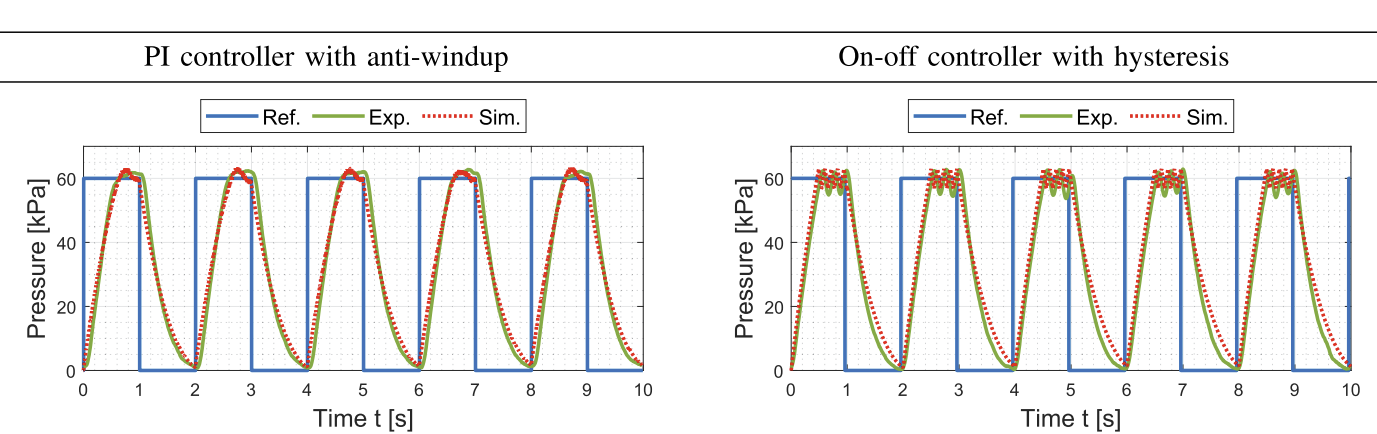 PI controller with anti-windup
On-off controller with hysteresis
Ref. Exp. Sim.
Pressure [kPa]
60
40
20
0
0 1 2 3 4 5 6 7 8 9 10
Time t [s]
Ref. Exp. Sim.
Pressure [kPa]
60
40
20
0
0 1 2 3 4 5 6 7 8 9 10
Time t [s]